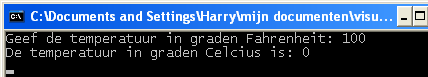 C:\Documents and Settings\Harry\mijn documenten\visu...
Geef de temperatuur in graden Fahrenheit: 100
De temperatuur in graden Celcius is: 0